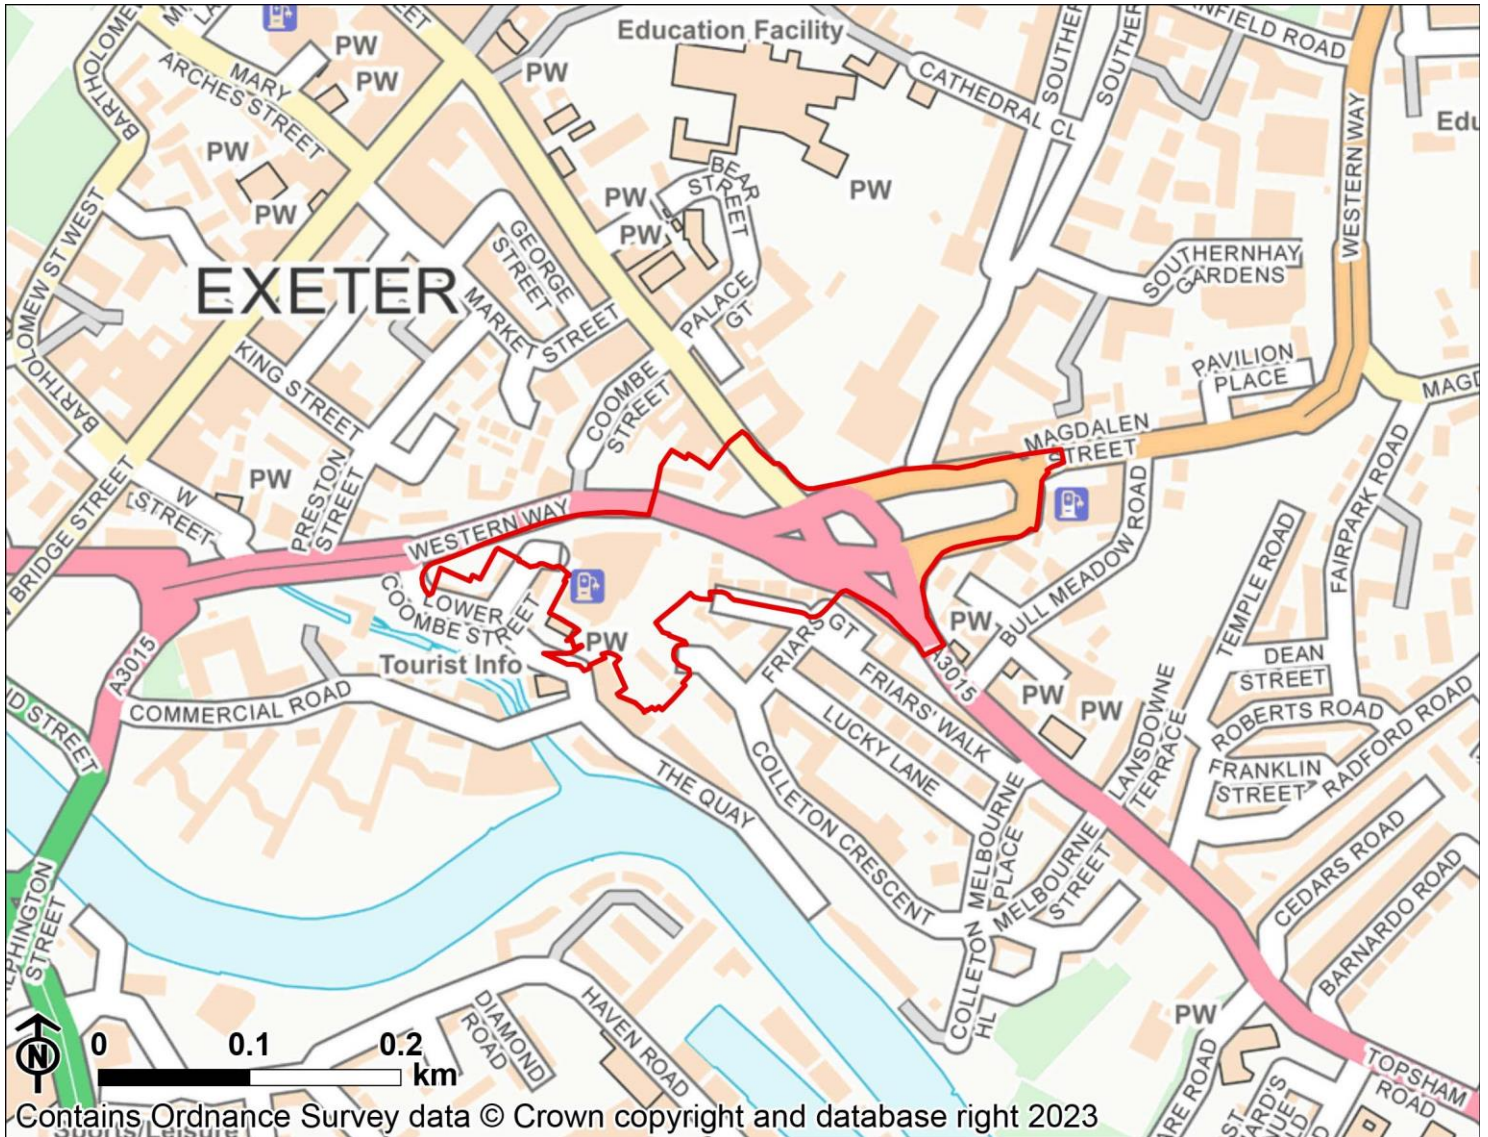 Education Facility
PW
PW
PW
PW
PW
PW
PW
PW
MARY
ARCHES STREET
CATHEDRAL CL
BEAR
STREET
WESTERN WAY
GEORGE
STREET
SOUTHERNHAY
GARDENS
BARTHOLOMEW ST WEST
EXETER
MARKET
STREET
PALACE
GT
KING STREET
COOMBE
STREET
PAVILION
PLACE
MAGDALEN
STREET
PW
PRESTON
STREET
W
STREET
BRIDGE STREET
WESTERN WAY
BULL MEADOW ROAD
FAIRPARK ROAD
TEMPLE ROAD
LOWER
COOMBE STREET
PW
Tourist Info
FRIARS
GT
PW
A3015
A3015
COMMERCIAL ROAD
FRIARS' WALK
LUCKY LANE
PW
PW
DEAN
STREET
LANSDOWNE
TERRACE
ROBERTS ROAD
RADFORD ROAD
FRANKLIN
STREET
THE QUAY
COLLETON CRESCENT
MELBOURNE
PLACE
MELBOURNE
STREET
CEDARS ROAD
BARNARDO ROAD
STREET
COLLETON
HL
DIAMOND
ROAD
HAVEN ROAD
PW
TOPSHAM
ROAD
N
0 0.1 0.2
km
Contains Ordnance Survey data © Crown copyright and database right 2023